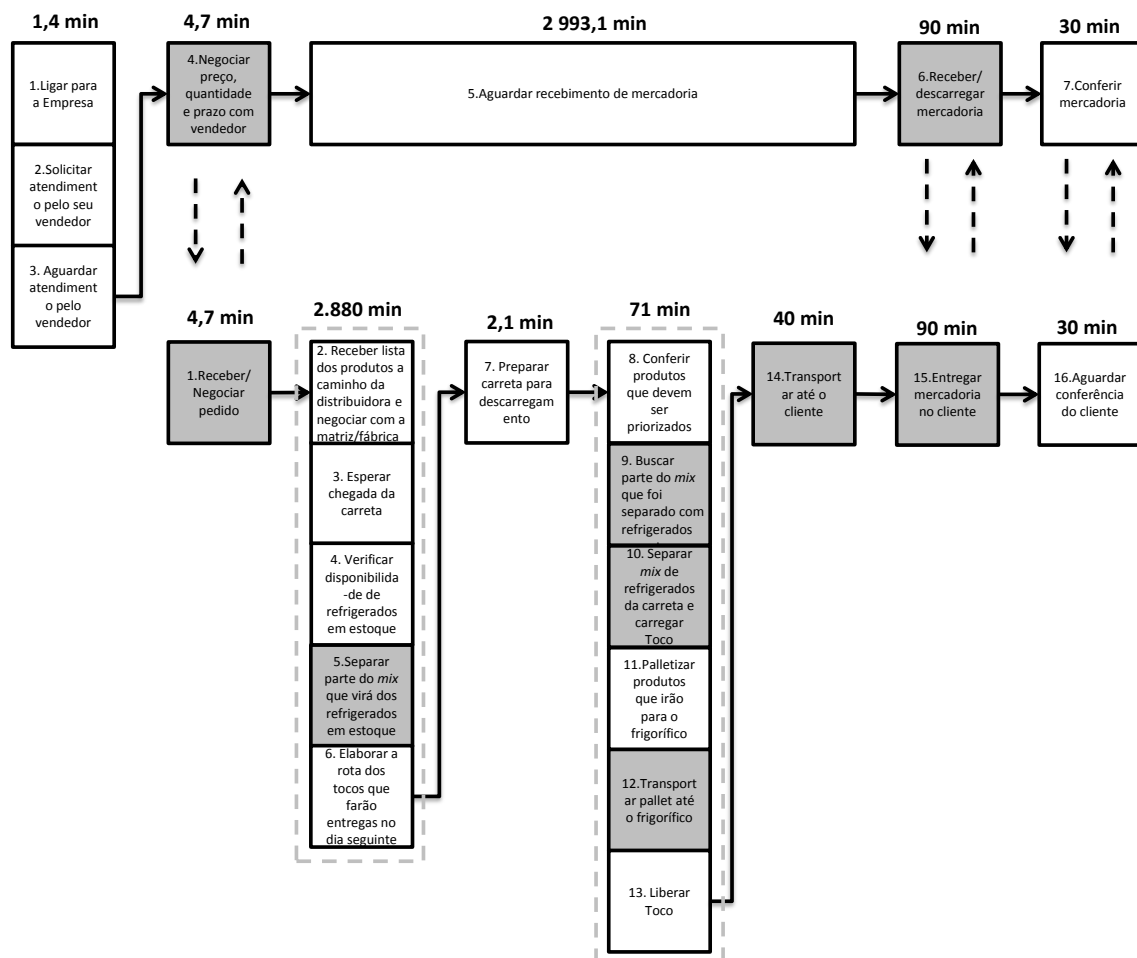 1,4 min
4,7 min
2 993,1 min
90 min
30 min
1.Ligar para
a Empresa
2.Solicitar
atendiment
o pelo seu
vendedor
3. Aguardar
atendiment
o pelo
vendedor
4.Negociar
preço,
quantidade
e prazo com
vendedor
5.Aguardar recebimento de mercadoria
6.Receber/
descarregar
mercadoria
7.Conferir
mercadoria
4,7 min
2.880 min
2,1 min
71 min
40 min
90 min
30 min
1.Receber/
Negociar
pedido
2. Receber lista
dos produtos a
caminho da
distribuidora e
negociar com a
matriz/fábrica
3. Esperar
chegada da
carreta
4. Verificar
disponibilida
-de de
refrigerados
em estoque
5.Separar
parte do mix
que virá dos
refrigerados
em estoque
6. Elaborar a
rota dos
tocos que
farão
entregas no
dia seguinte
7. Preparar
carreta para
descarregam
ento
8. Conferir
produtos
que devem
ser
priorizados
9. Buscar
parte do mix
que foi
separado com
refrigerados
10. Separar
mix de
refrigerados
da carreta e
carregar
Toco
11.Palletizar
produtos
que irão
para o
frigorífico
12.Transport
ar pallet até
o frigorífico
13. Liberar
Toco
14.Transport
ar até o
cliente
15.Entregar
mercadoria
no cliente
16.Aguardar
conferência
do cliente